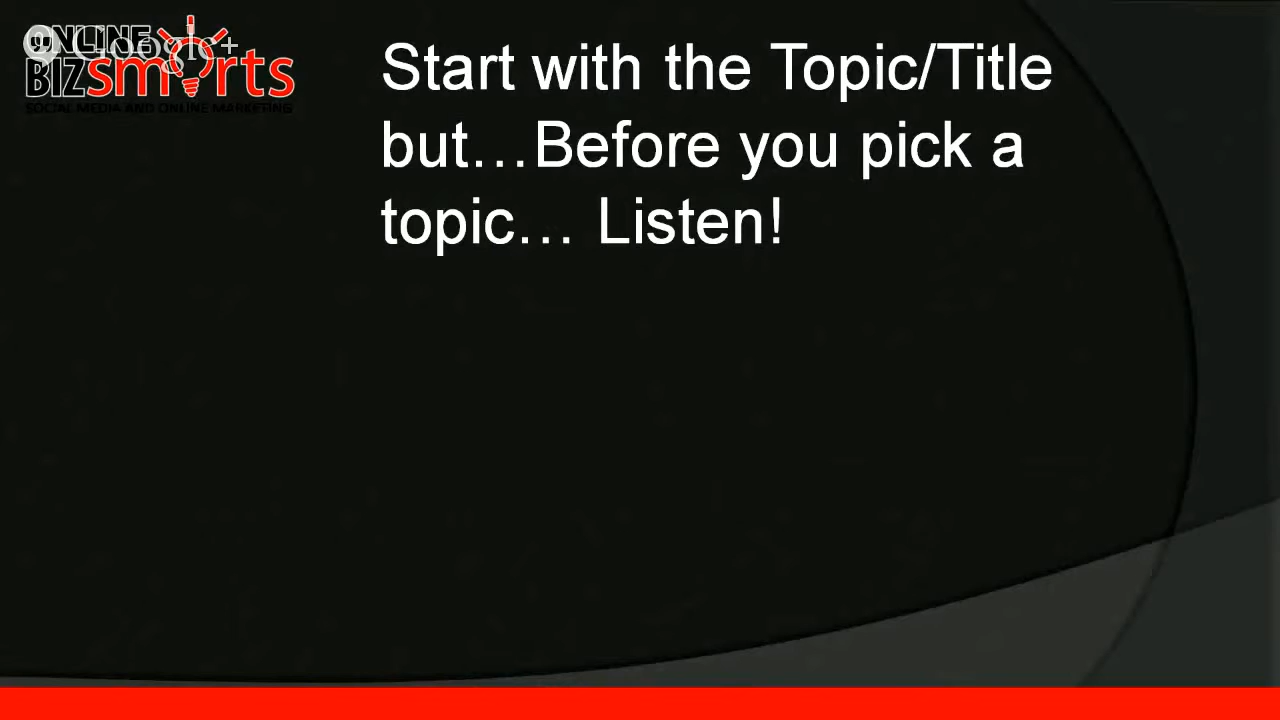 ONLINE
Google+
BIZsmarts
SOCIAL MEDIA AND ONLINE MARKETING
Start with the Topic/Title
but…Before you pick a
topic… Listen!